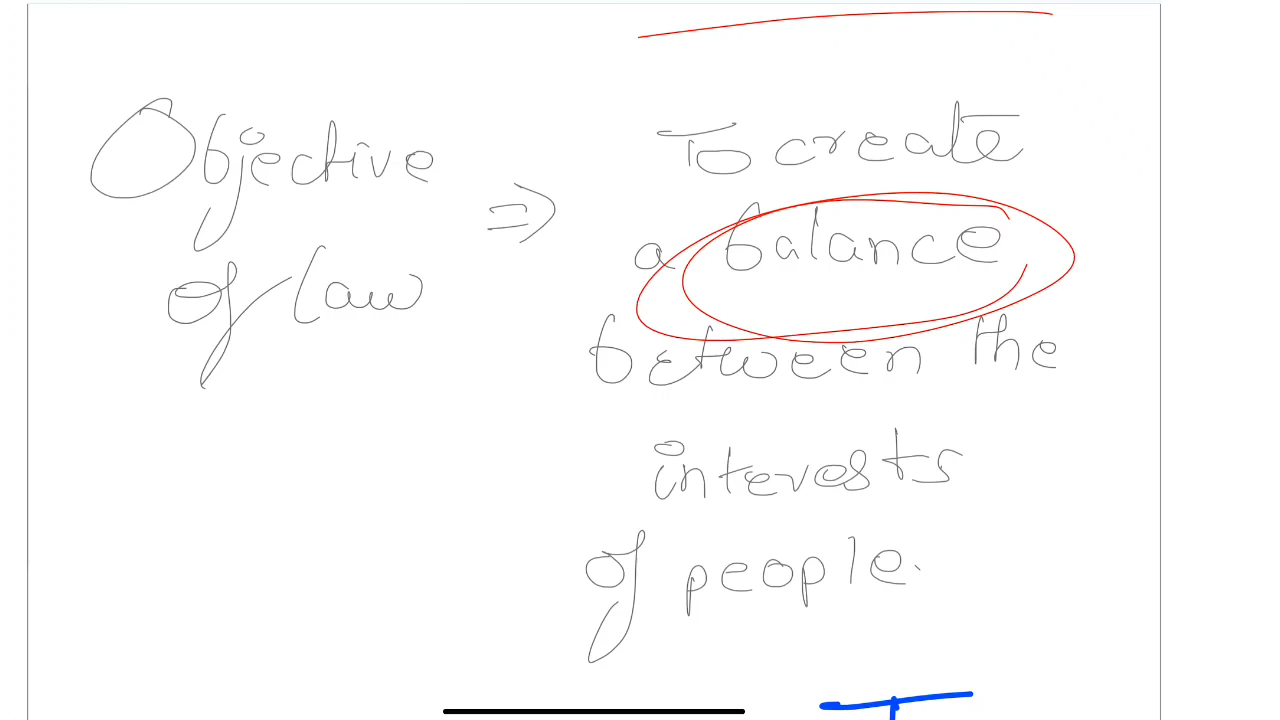 Objective
of Law
⇒
To create
a balance
between the
interests
of people.